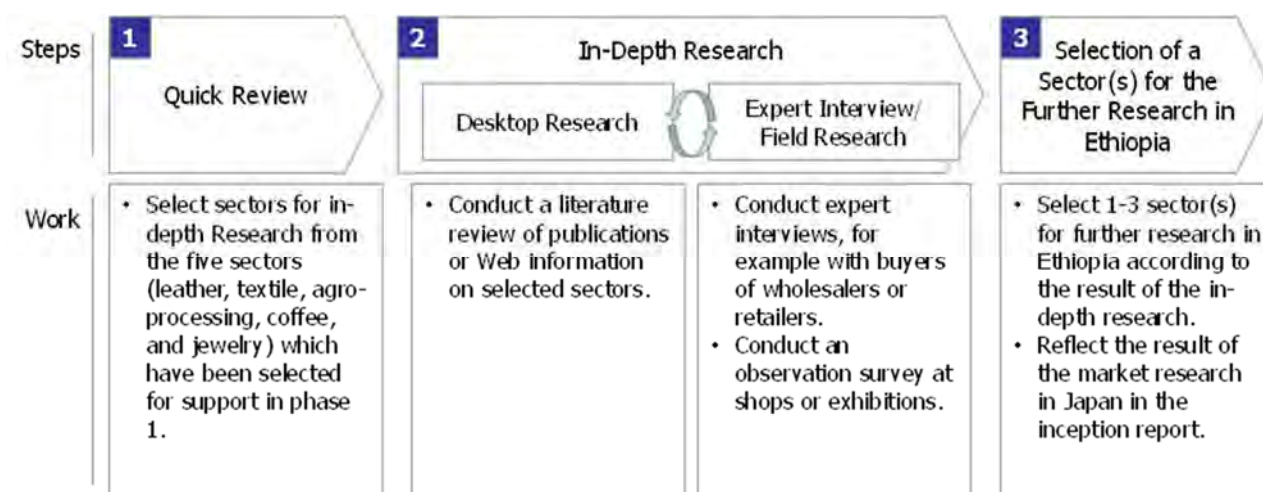 Steps
1
Quick Review
2
In-Depth Research
Desktop Research
Expert Interview/
Field Research
3
Selection of a
Sector(s) for the
Further Research in
Ethiopia
Work
• Select sectors for in-
depth Research from
the five sectors
(leather, textile, agro-
processing, coffee,
and jewelry) which
have been selected
for support in phase
1.
• Conduct a literature
review of publications
or Web information
on selected sectors.
• Conduct expert
interviews, for
example with buyers
of wholesalers or
retailers.
• Conduct an
observation survey at
shops or exhibitions.
• Select 1-3 sector(s)
for further research in
Ethiopia according to
the result of the in-
depth research.
• Reflect the result of
the market research
in Japan in the
inception report.